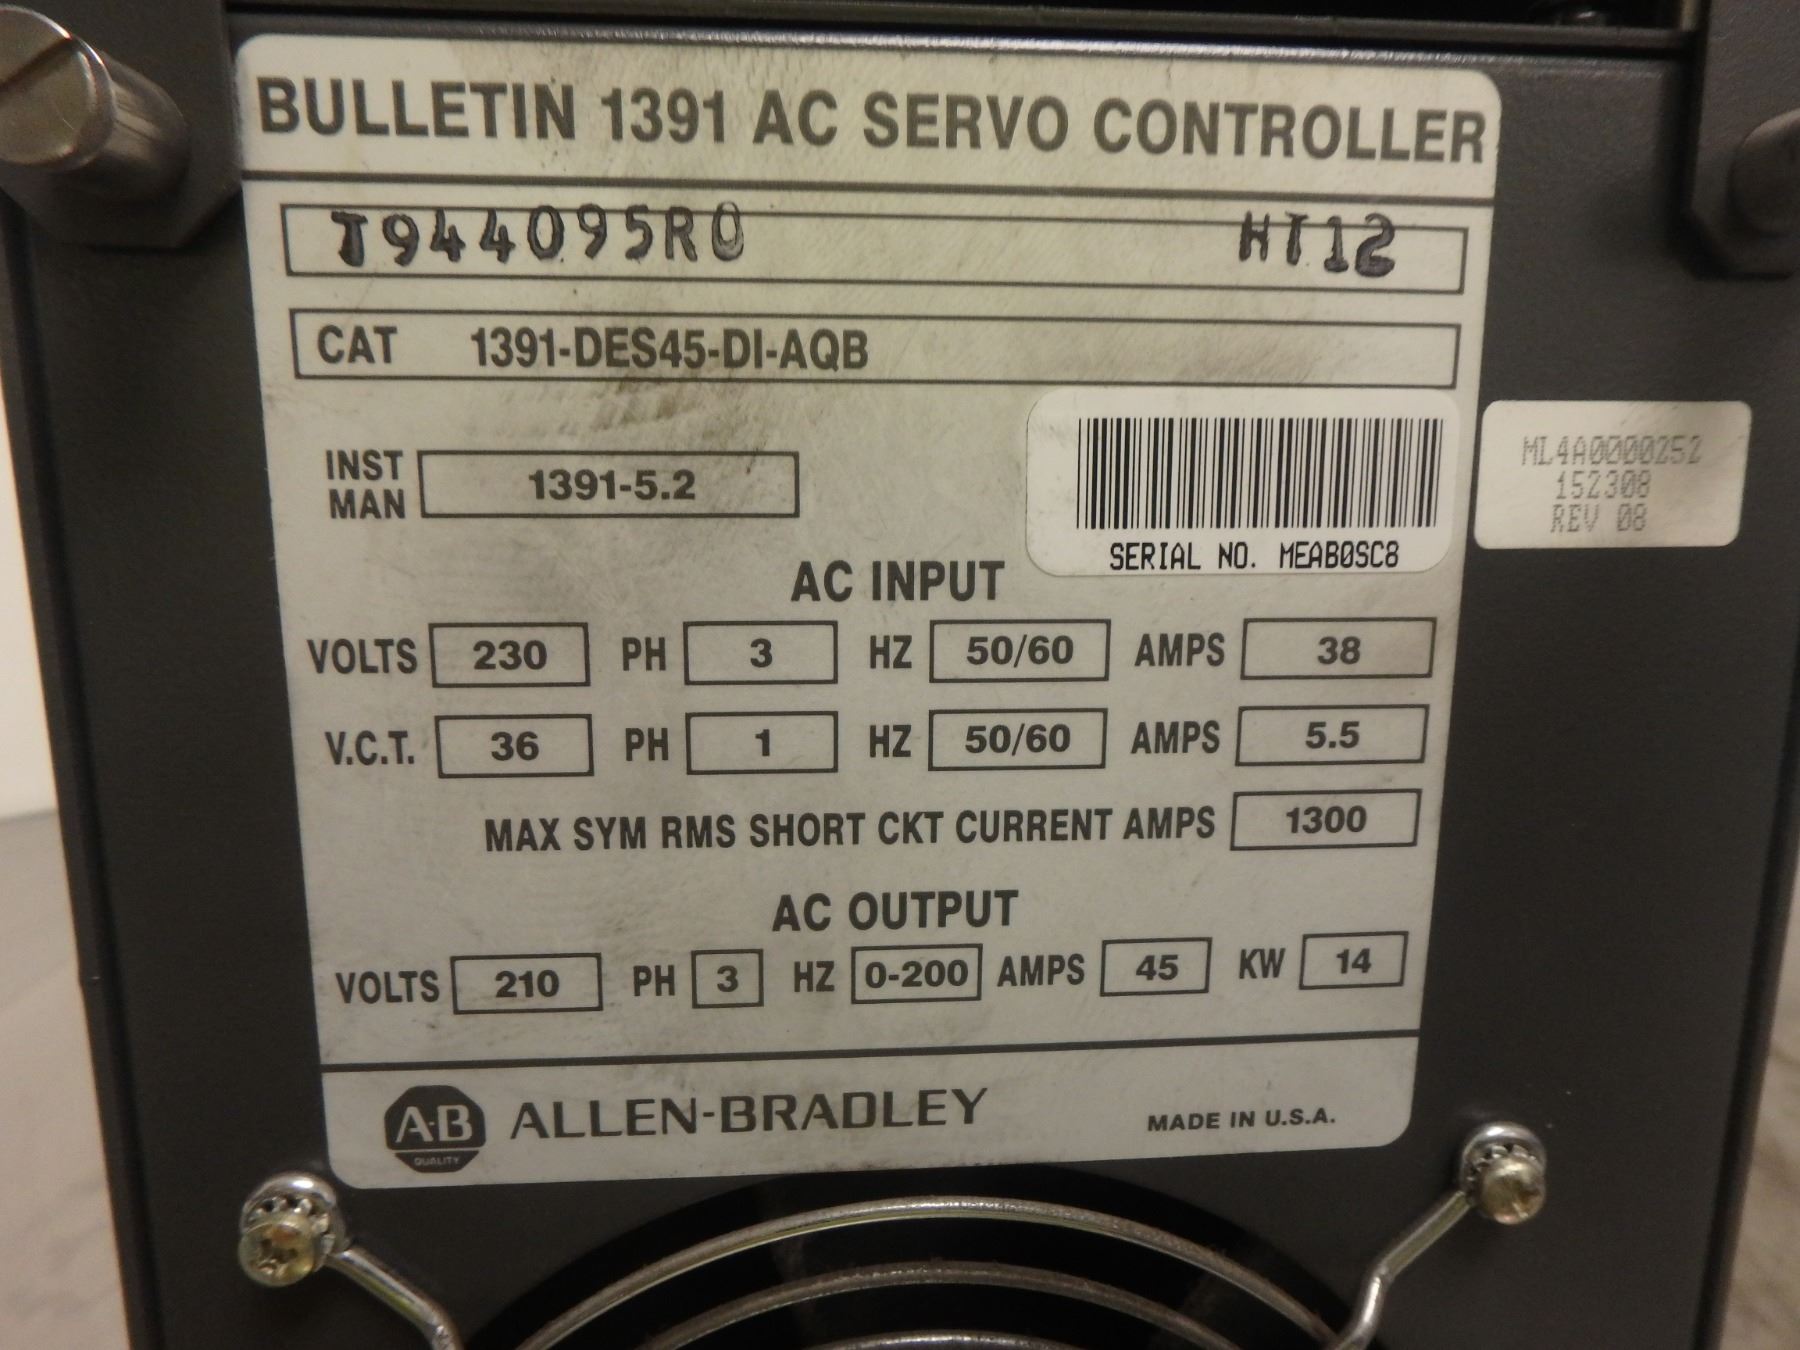 BULLETIN 1391 AC SERVO CONTROLLER
T944095R0 HT12
CAT 1391-DES45-DI-AQB
INST MAN 1391-5.2
SERIAL NO. MEAB0SC8
ML4A0000252
152308
REV 08
AC INPUT
VOLTS 230 PH 3 HZ 50/60 AMPS 38
V.C.T. 36 PH 1 HZ 50/60 AMPS 5.5
MAX SYM RMS SHORT CKT CURRENT AMPS 1300
AC OUTPUT
VOLTS 210 PH 3 HZ 0-200 AMPS 45 KW 14
A·B QUALITY ALLEN-BRADLEY MADE IN U.S.A.